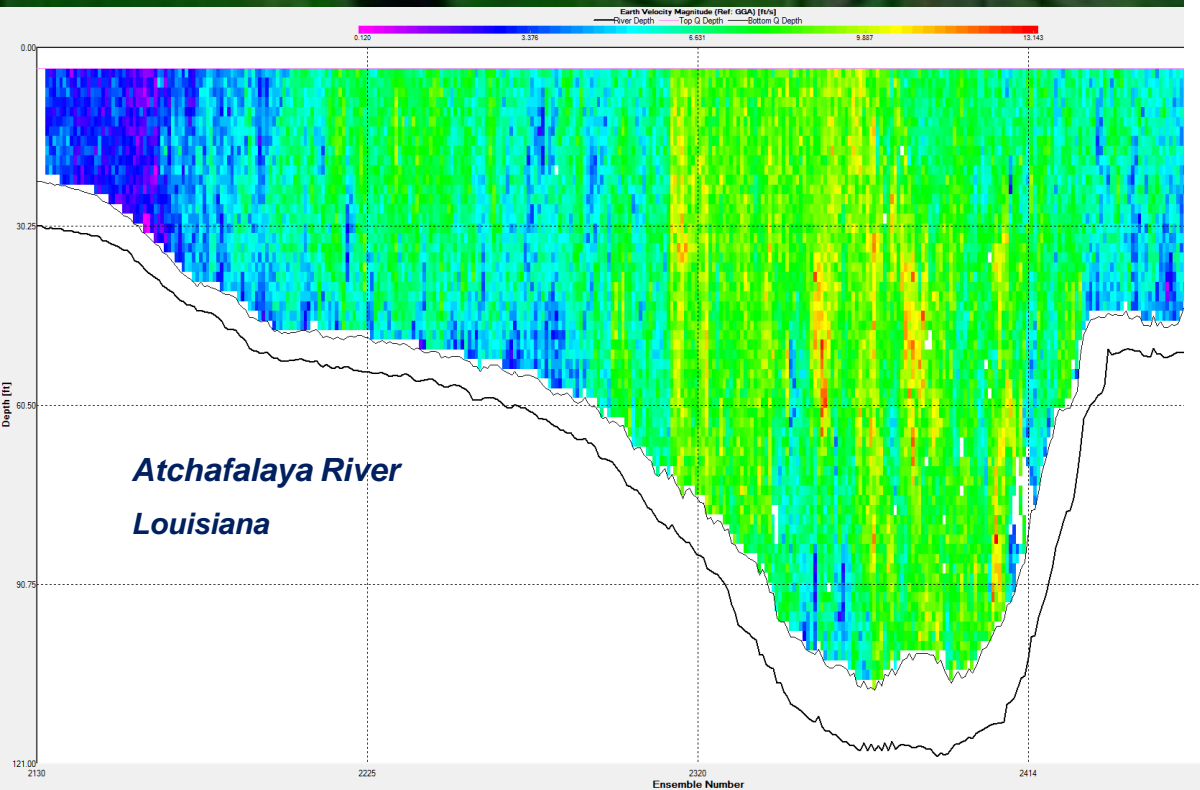 Earth Velocity Magnitude (Ref: GGA) [ft/s]
River Depth Top Q Depth Bottom Q Depth
0.120 3.376 6.631 9.887 13.143
0.00
30.25
60.50
90.75
121.00
Depth [ft]
Atchafalaya River
Louisiana
2130 2225 2320 2414
Ensemble Number